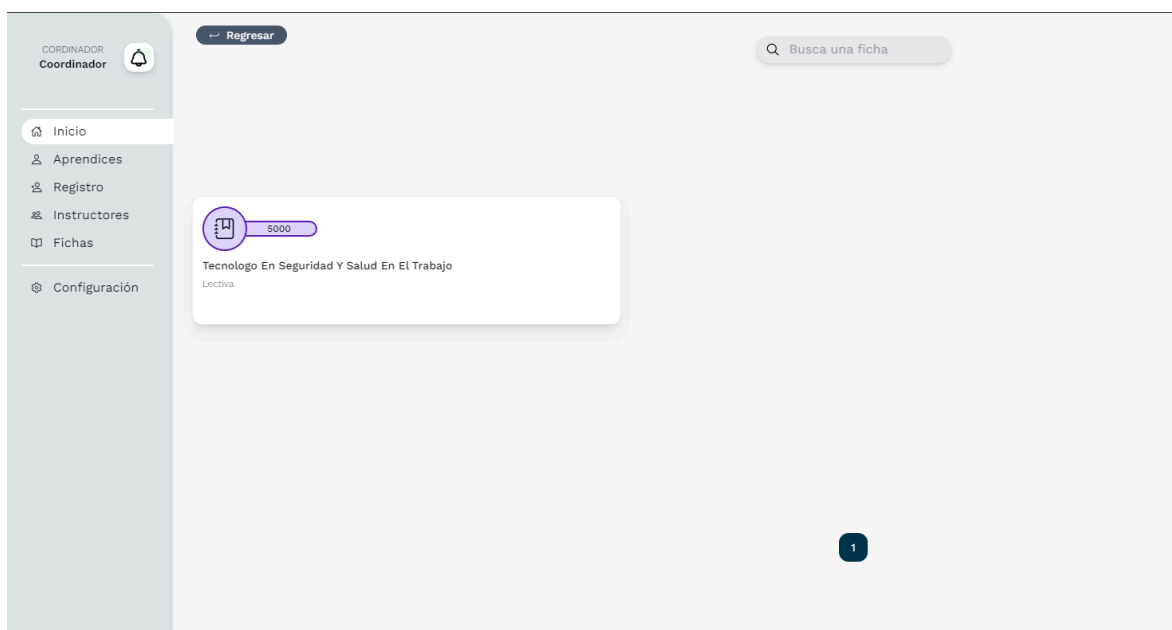 CORDINADOR
Coordinador
Inicio
Aprendices
Registro
Instructores
Fichas
Configuración
Regresar
Busca una ficha
5000
Tecnologo En Seguridad Y Salud En El Trabajo
Lectiva
1